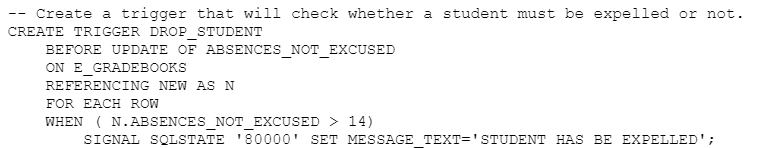 -- Create a trigger that will check whether a student must be expelled or not.
CREATE TRIGGER DROP_STUDENT
BEFORE UPDATE OF ABSENCES_NOT_EXCUSED
ON E_GRADEBOOKS
REFERENCING NEW AS N
FOR EACH ROW
WHEN ( N.ABSENCES_NOT_EXCUSED > 14)
SIGNAL SQLSTATE '80000' SET MESSAGE_TEXT='STUDENT HAS BE EXPELLED';